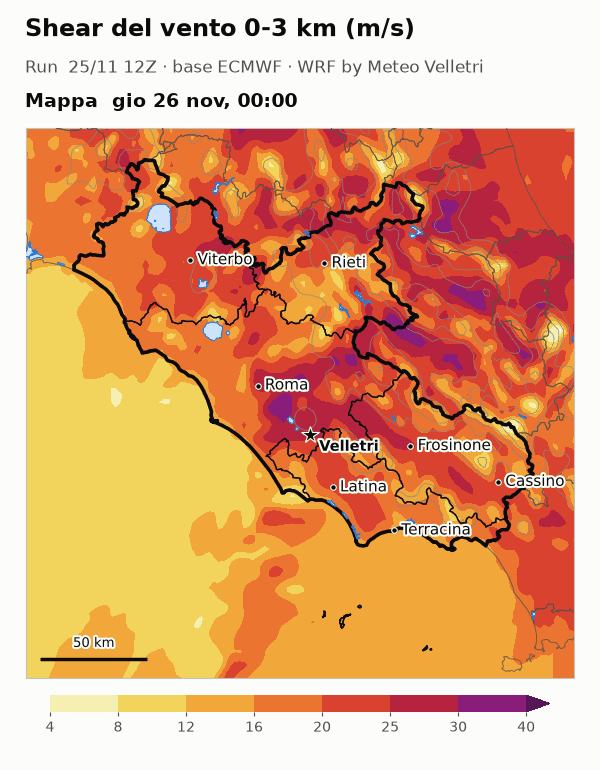 Shear del vento 0-3 km (m/s)
Run  25/11 12Z · base ECMWF · WRF by Meteo Velletri
Mappa  gio 26 nov, 00:00
Viterbo
Rieti
Roma
Velletri
Frosinone
Latina
Cassino
Terracina
50 km
4 8 12 16 20 25 30 40